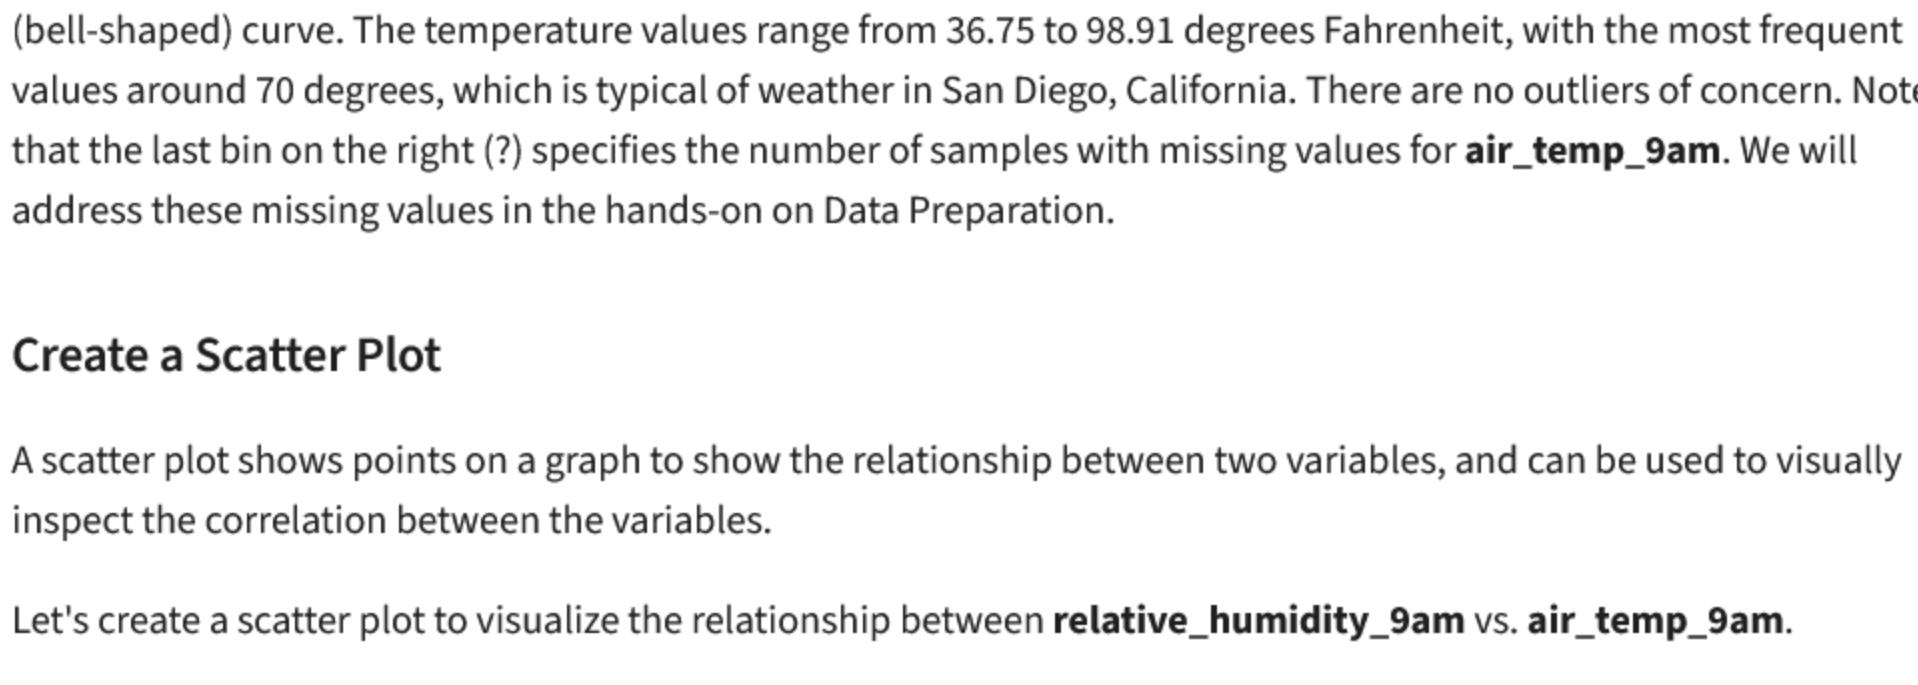 (bell-shaped) curve. The temperature values range from 36.75 to 98.91 degrees Fahrenheit, with the most frequent
values around 70 degrees, which is typical of weather in San Diego, California. There are no outliers of concern. Note
that the last bin on the right (?) specifies the number of samples with missing values for air_temp_9am. We will
address these missing values in the hands-on on Data Preparation.
Create a Scatter Plot
A scatter plot shows points on a graph to show the relationship between two variables, and can be used to visually
inspect the correlation between the variables.
Let's create a scatter plot to visualize the relationship between relative_humidity_9am vs. air_temp_9am.